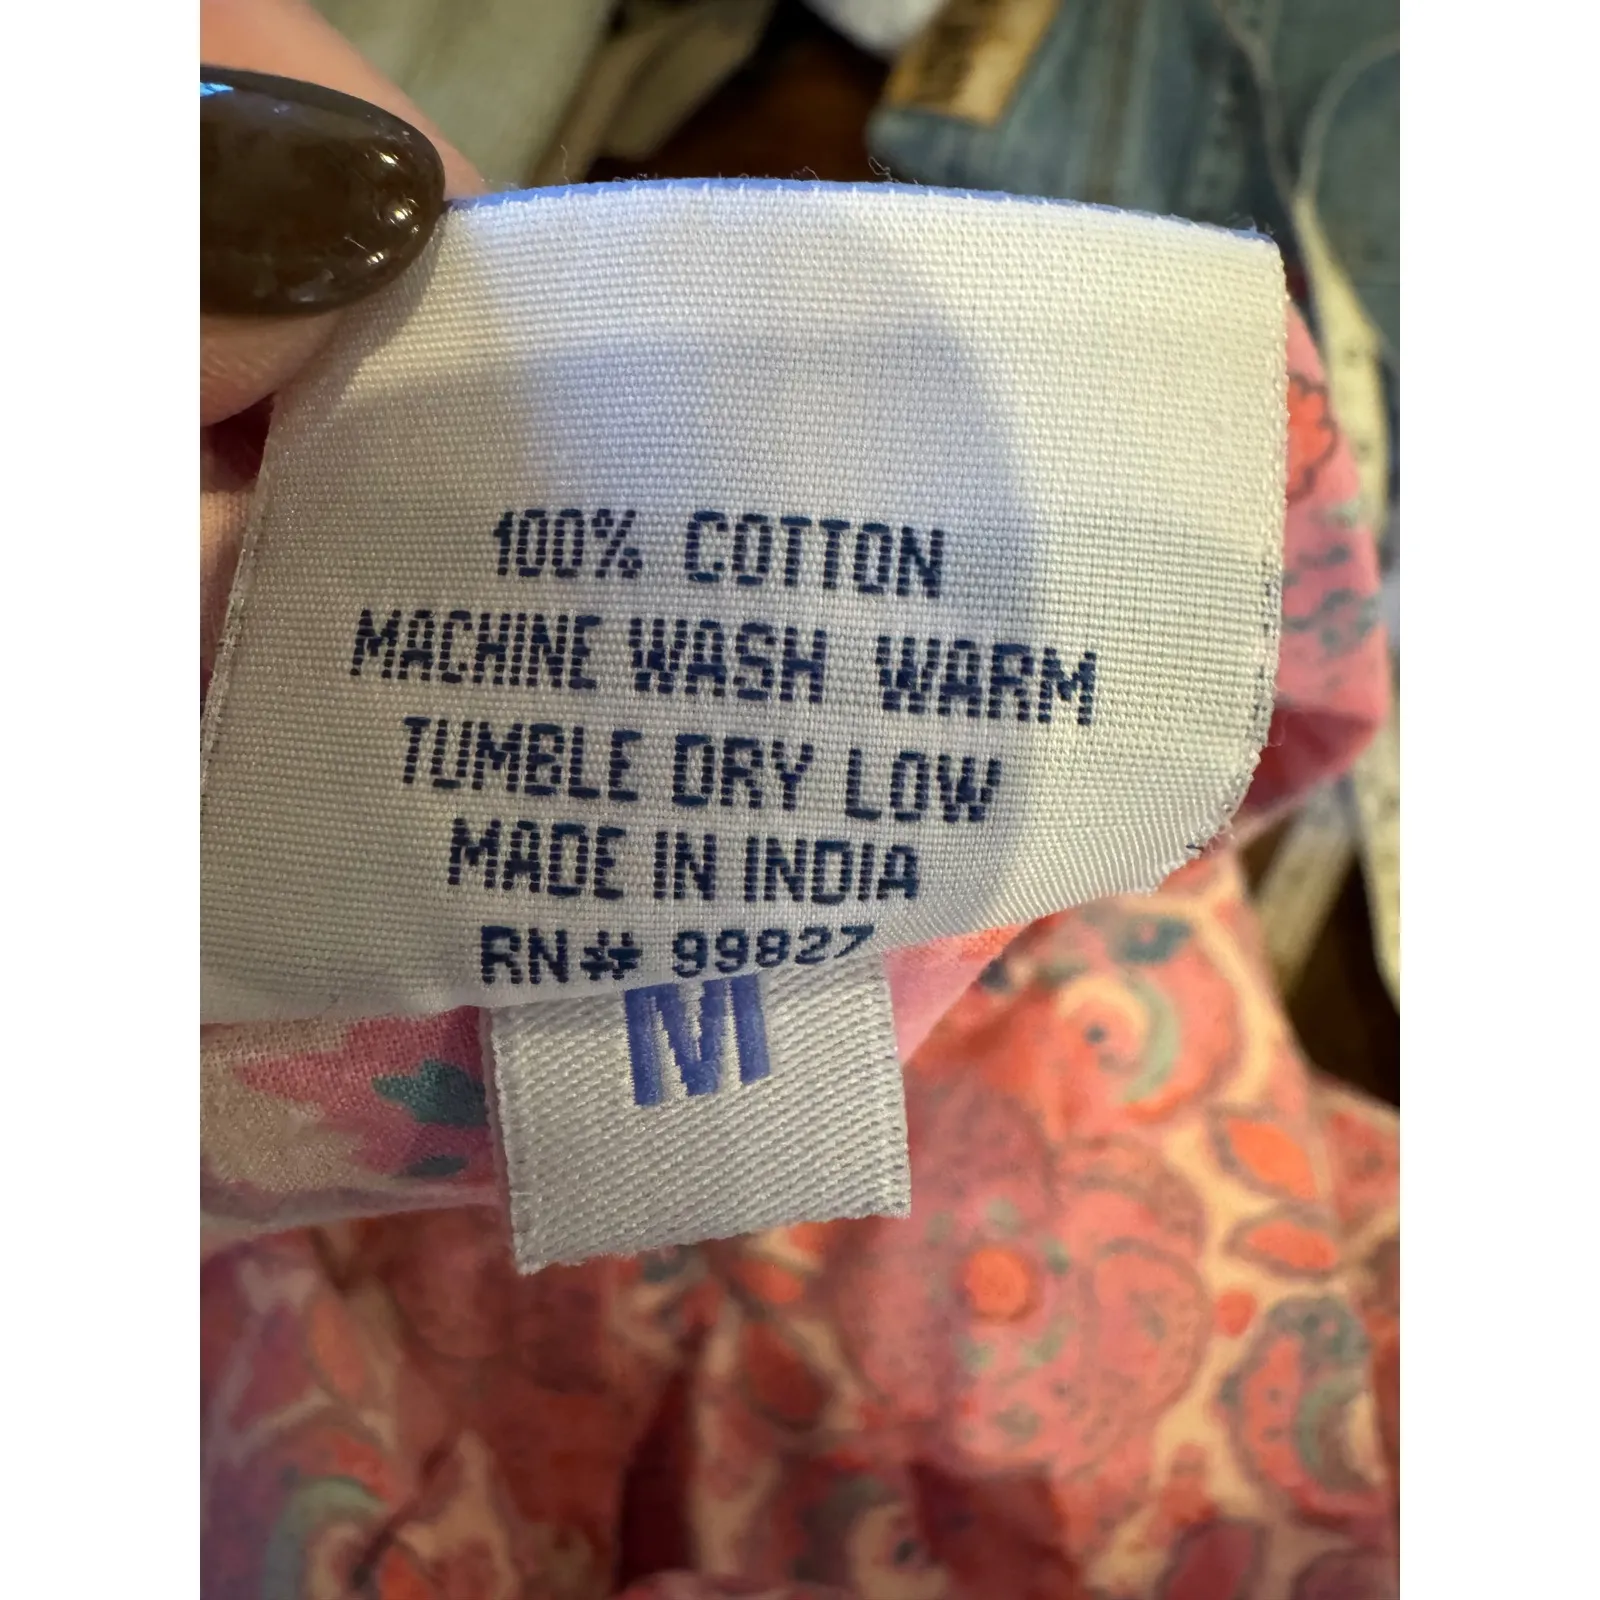 100% COTTON
MACHINE WASH WARM
TUMBLE DRY LOW
MADE IN INDIA
RN# 99827
M